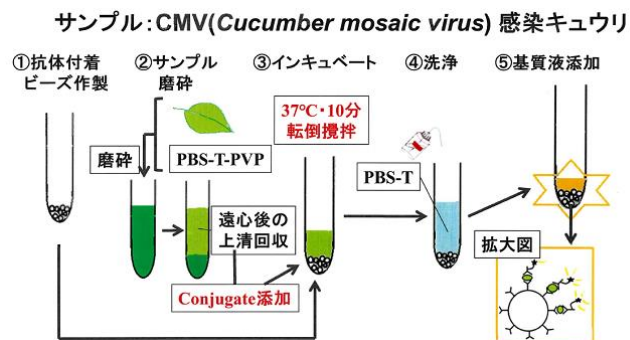 サンプル：CMV(Cucumber mosaic virus) 感染キュウリ
①抗体付着
ビーズ作製
②サンプル
磨砕
③インキュベート
④洗浄
⑤基質液添加
磨砕
PBS-T-PVP
遠心後の
上清回収
Conjugate添加
37℃・10分
転倒攪拌
PBS-T
拡大図